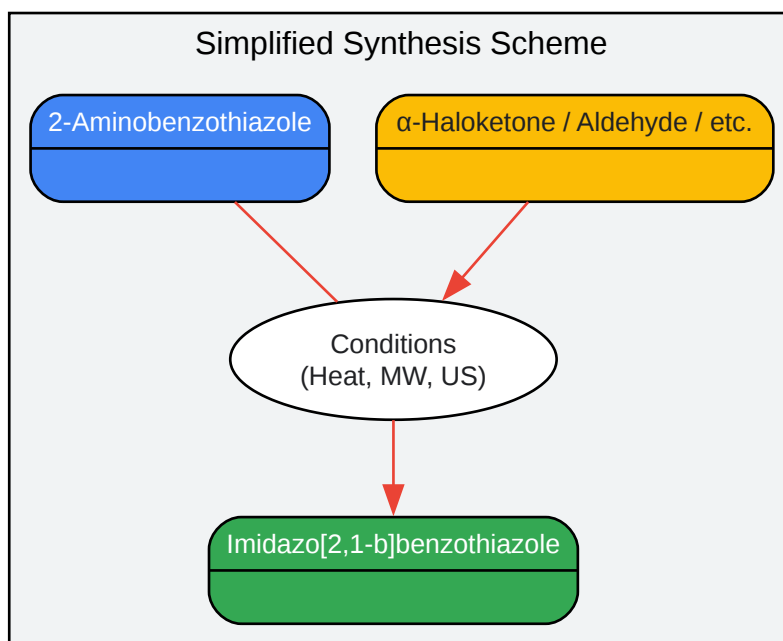 Simplified Synthesis Scheme
2-Aminobenzothiazole
α-Haloketone / Aldehyde / etc.
Conditions
(Heat, MW, US)
Imidazo[2,1-b]benzothiazole